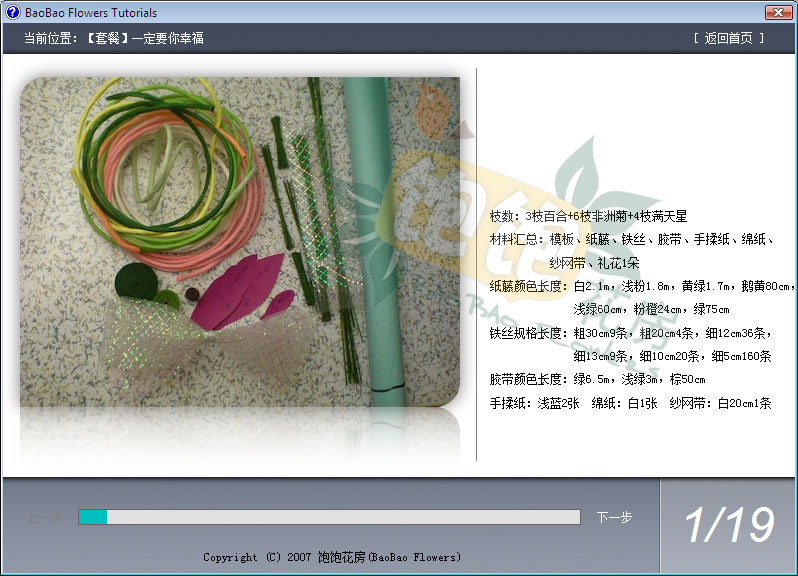 BaoBao Flowers Tutorials
当前位置：【套餐】一定要你幸福
[ 返回首页 ]
枝数：3枝百合+6枝非洲菊+4枝满天星
材料汇总：模板、纸藤、铁丝、胶带、手揉纸、绵纸、
纱网带、礼花1朵
纸藤颜色长度：白2.1m，浅粉1.8m，黄绿1.7m，鹅黄80cm，
浅绿60cm，粉橙24cm，绿75cm
铁丝规格长度：粗30cm9条，粗20cm4条，细12cm36条，
细13cm9条，细10cm20条，细5cm160条
胶带颜色长度：绿6.5m，浅绿3m，棕50cm
手揉纸：浅蓝2张 绵纸：白1张 纱网带：白20cm1条
上一步
下一步
1/19
Copyright (C) 2007 饱饱花房(BaoBao Flowers)